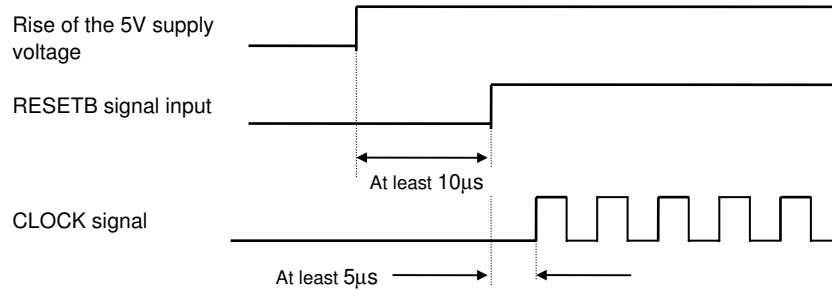 Rise of the 5V supply
voltage
RESETB signal input
At least 10μs
CLOCK signal
At least 5μs